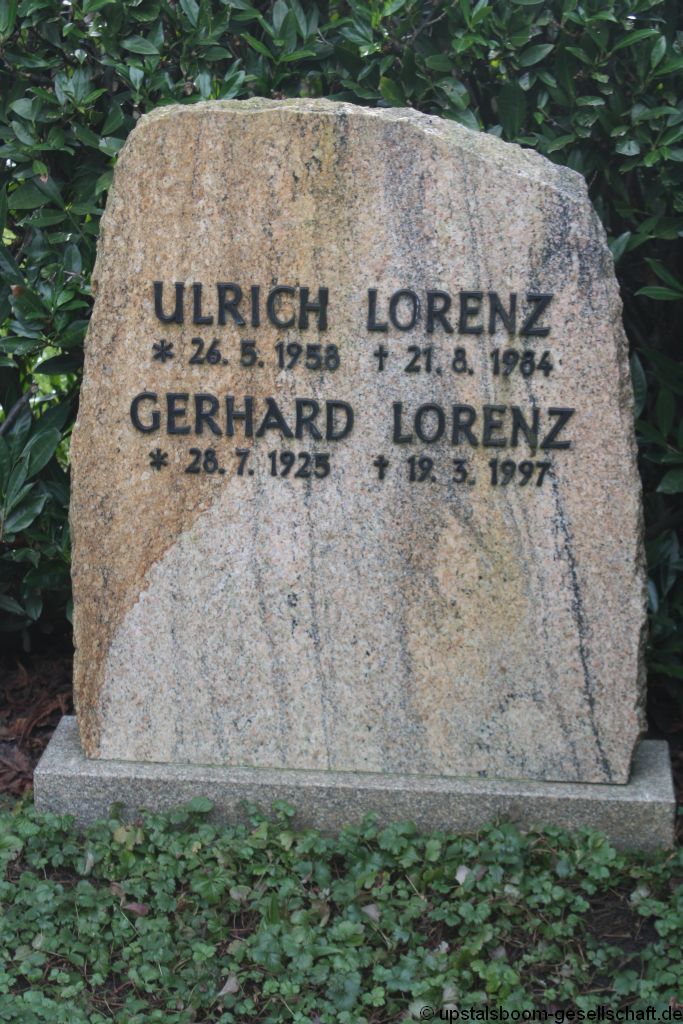 ULRICH LORENZ
* 26. 5. 1958 † 21. 8. 1984
GERHARD LORENZ
* 28. 7. 1925 † 19. 3. 1997
© upstalsboom-gesellschaft.de